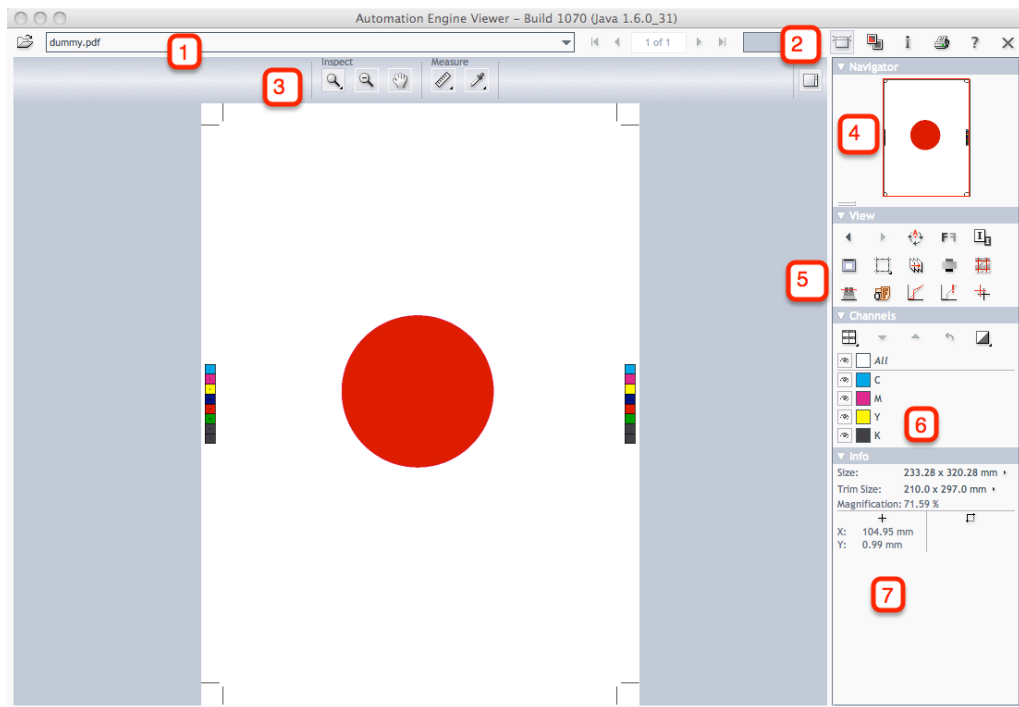 Automation Engine Viewer – Build 1070 (Java 1.6.0_31)
dummy.pdf
1
1 of 1
2
?
Inspect
Measure
3
Navigator
4
View
5
Channels
All
C
M
Y
K
6
Info
Size: 233.28 x 320.28 mm
Trim Size: 210.0 x 297.0 mm
Magnification: 71.59 %
X: 104.95 mm
Y: 0.99 mm
7